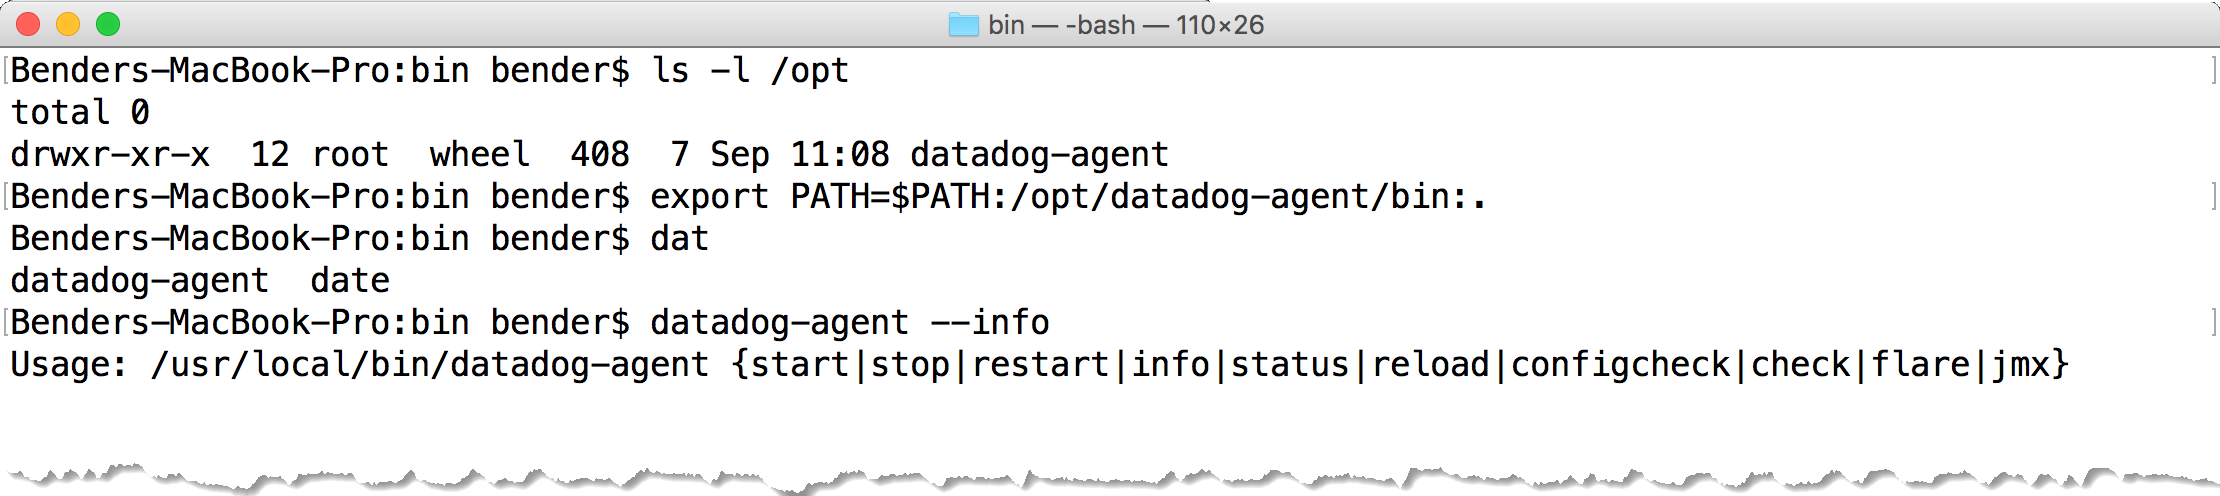 bin — -bash — 110×26
[Benders-MacBook-Pro:bin bender$ ls -l /opt ]
total 0
drwxr-xr-x  12 root  wheel  408  7 Sep 11:08 datadog-agent
[Benders-MacBook-Pro:bin bender$ export PATH=$PATH:/opt/datadog-agent/bin:. ]
Benders-MacBook-Pro:bin bender$ dat
datadog-agent  date
[Benders-MacBook-Pro:bin bender$ datadog-agent --info ]
Usage: /usr/local/bin/datadog-agent {start|stop|restart|info|status|reload|configcheck|check|flare|jmx}